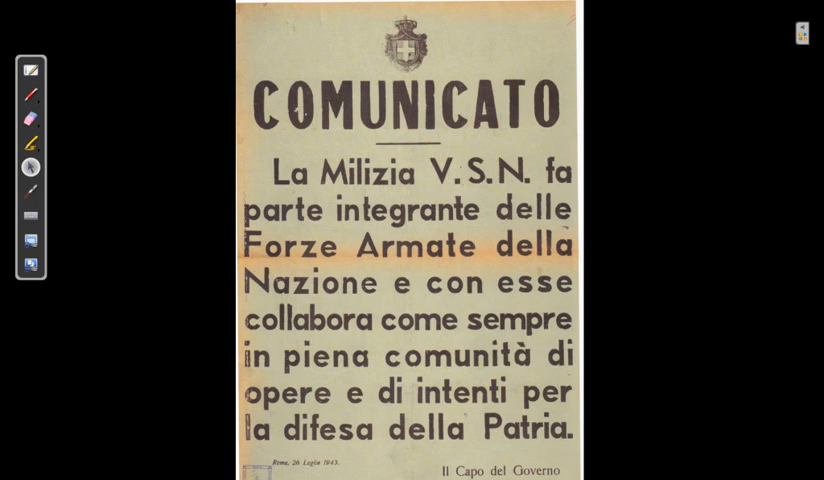 COMUNICATO
La Milizia V.S.N. fa
parte integrante delle
Forze Armate della
Nazione e con esse
collabora come sempre
in piena comunità di
opere e di intenti per
la difesa della Patria.
Roma, 26 Luglio 1943.
Il Capo del Governo